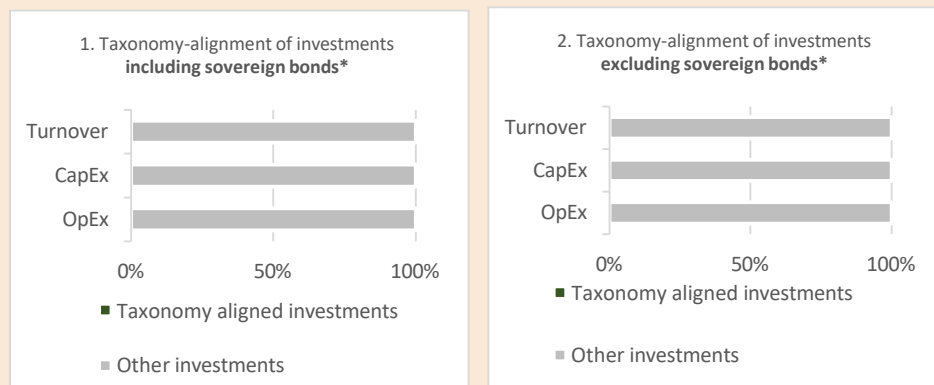 1. Taxonomy-alignment of investments
including sovereign bonds*
Turnover
CapEx
OpEx
0% 50% 100%
Taxonomy aligned investments
Other investments
2. Taxonomy-alignment of investments
excluding sovereign bonds*
Turnover
CapEx
OpEx
0% 50% 100%
Taxonomy aligned investments
Other investments